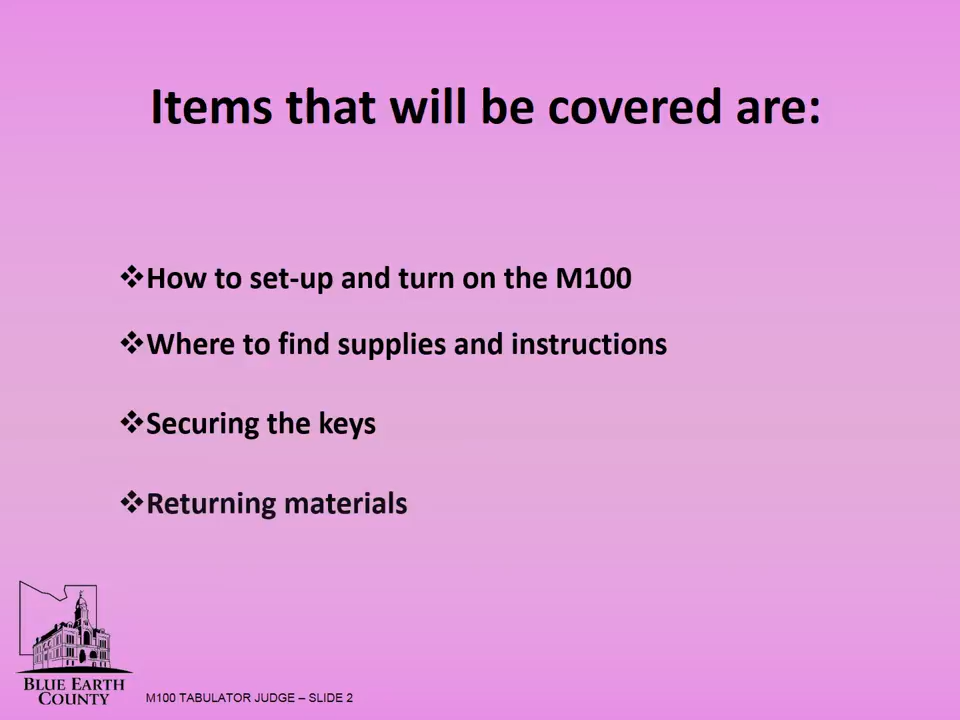 Items that will be covered are:
❖How to set-up and turn on the M100
❖Where to find supplies and instructions
❖Securing the keys
❖Returning materials
BLUE EARTH
COUNTY
M100 TABULATOR JUDGE – SLIDE 2